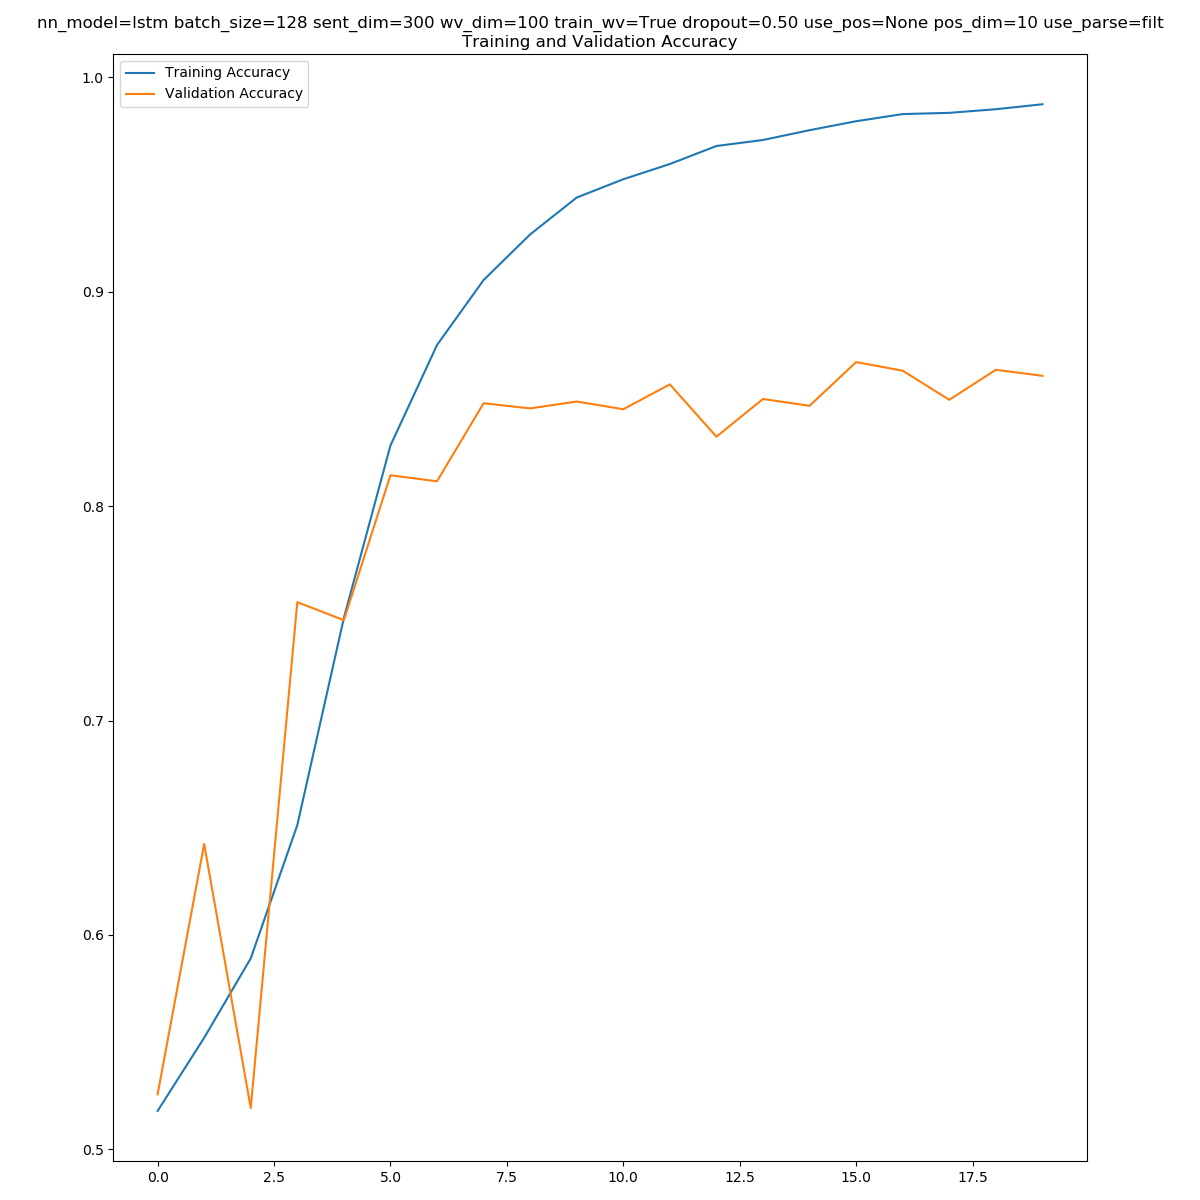 nn_model=lstm batch_size=128 sent_dim=300 wv_dim=100 train_wv=True dropout=0.50 use_pos=None pos_dim=10 use_parse=filt
Training and Validation Accuracy
Training Accuracy
Validation Accuracy
1.0
0.9
0.8
0.7
0.6
0.5
0.0 2.5 5.0 7.5 10.0 12.5 15.0 17.5